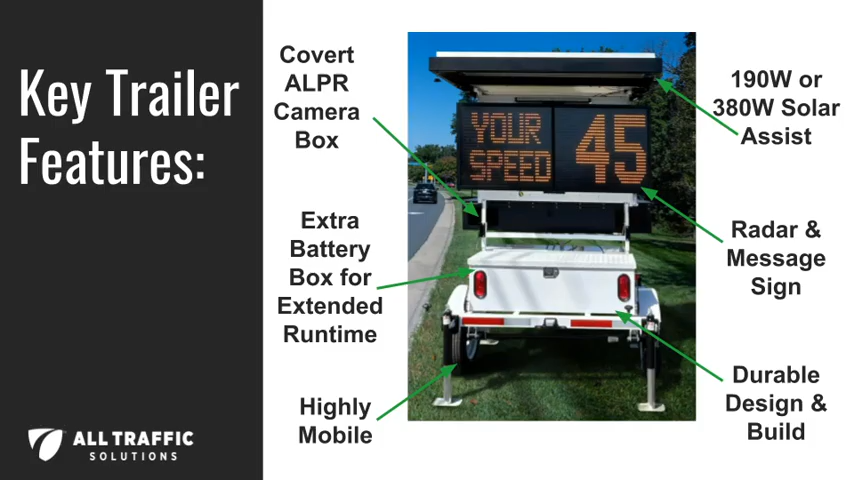 Key Trailer
Features:
Covert
ALPR
Camera
Box
Extra
Battery
Box for
Extended
Runtime
Highly
Mobile
YOUR
SPEED
45
190W or
380W Solar
Assist
Radar &
Message
Sign
Durable
Design &
Build
ALL TRAFFIC
SOLUTIONS